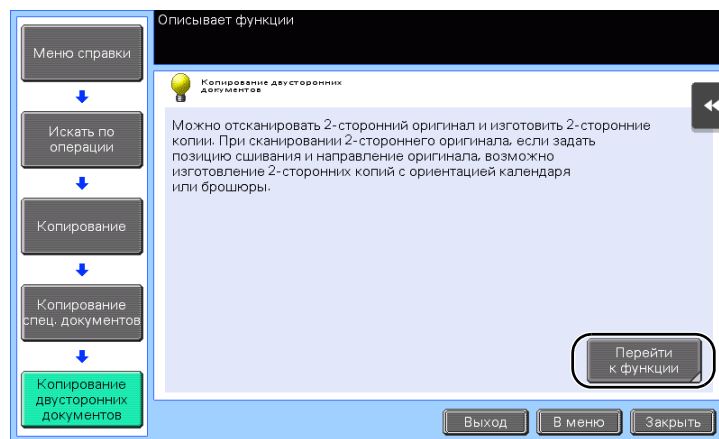 Описывает функции
Меню справки
Искать по
операции
Копирование
Копирование
спец. документов
Копирование
двусторонних
документов
Копирование двусторонних
документов
Можно отсканировать 2-сторонний оригинал и изготовить 2-сторонние
копии. При сканировании 2-стороннего оригинала, если задать
позицию сшивания и направление оригинала, возможно
изготовление 2-сторонних копий с ориентацией календаря
или брошюры.
Перейти
к функции
Выход
В меню
Закрыть